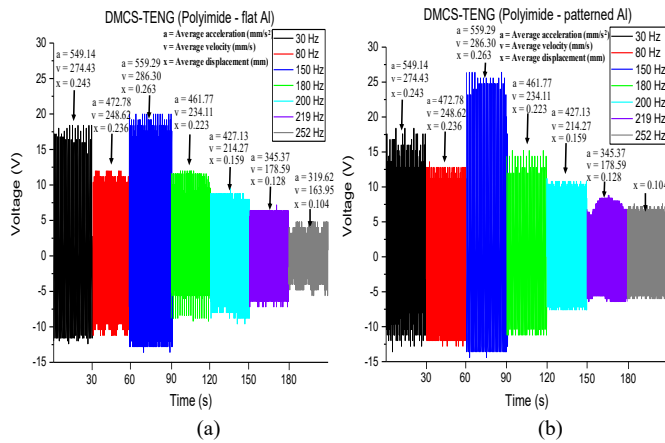 DMCS-TENG (Polyimide - flat Al)
a = Average acceleration (mm/s²)
v = Average velocity (mm/s)
x = Average displacement (mm)
a = 549.14
v = 274.43
x = 0.243
a = 472.78
v = 248.62
x = 0.236
a = 559.29
v = 286.30
x = 0.263
a = 461.77
v = 234.11
x = 0.223
a = 427.13
v = 214.27
x = 0.159
a = 345.37
v = 178.59
x = 0.128
a = 319.62
v = 163.95
x = 0.104
30 Hz
80 Hz
150 Hz
180 Hz
200 Hz
219 Hz
252 Hz
Voltage (V)
30
25
20
15
10
5
0
-5
-10
-15
30
60
90
120
150
180
Time (s)
(a)
DMCS-TENG (Polyimide - patterned Al)
a = Average acceleration (mm/s²)
v = Average velocity (mm/s)
x = Average displacement (mm)
a = 549.14
v = 274.43
x = 0.243
a = 472.78
v = 248.62
x = 0.236
a = 559.29
v = 286.30
x = 0.263
a = 461.77
v = 234.11
x = 0.223
a = 427.13
v = 214.27
x = 0.159
a = 345.37
v = 178.59
x = 0.128
x = 0.104
30 Hz
80 Hz
150 Hz
180 Hz
200 Hz
219 Hz
252 Hz
Voltage (V)
30
25
20
15
10
5
0
-5
-10
-15
30
60
90
120
150
180
Time (s)
(b)